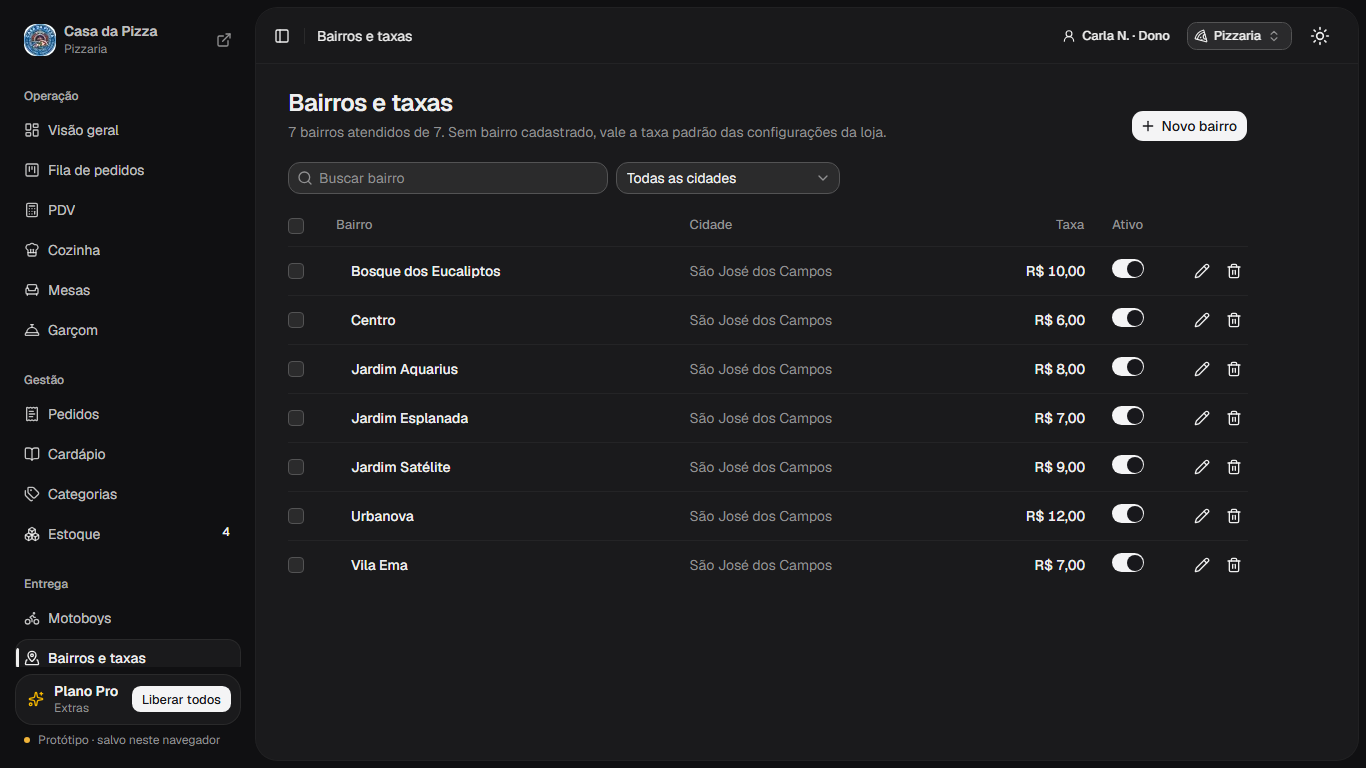 Casa da Pizza
Pizzaria
Bairros e taxas
Carla N. · Dono
Pizzaria
Operação
Visão geral
Fila de pedidos
PDV
Cozinha
Mesas
Garçom
Gestão
Pedidos
Cardápio
Categorias
Estoque 4
Entrega
Motoboys
Bairros e taxas
Plano Pro
Extras
Liberar todos
Protótipo · salvo neste navegador
Bairros e taxas
7 bairros atendidos de 7. Sem bairro cadastrado, vale a taxa padrão das configurações da loja.
+ Novo bairro
Buscar bairro
Todas as cidades
Bairro Cidade Taxa Ativo
Bosque dos Eucaliptos São José dos Campos R$ 10,00
Centro São José dos Campos R$ 6,00
Jardim Aquarius São José dos Campos R$ 8,00
Jardim Esplanada São José dos Campos R$ 7,00
Jardim Satélite São José dos Campos R$ 9,00
Urbanova São José dos Campos R$ 12,00
Vila Ema São José dos Campos R$ 7,00